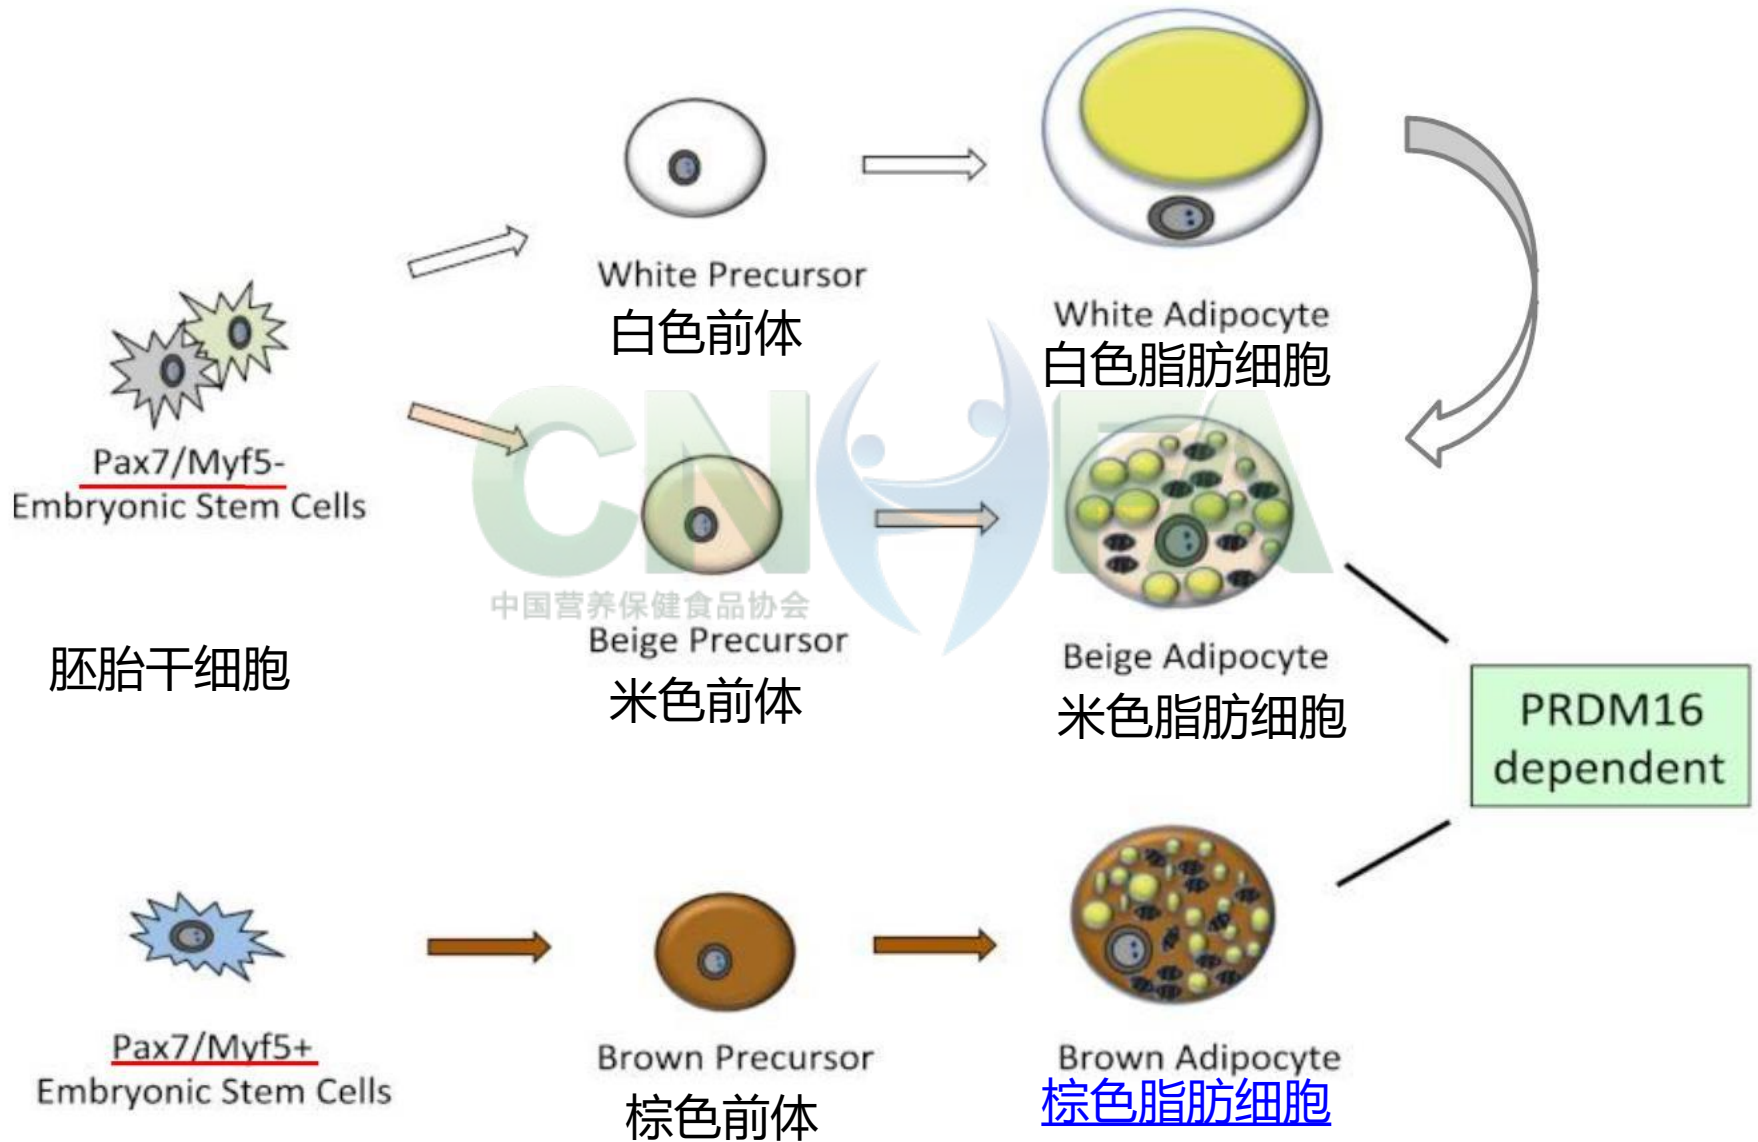 White Precursor
白色前体
White Adipocyte
白色脂肪细胞
Pax7/Myf5-
Embryonic Stem Cells
CNHFA
中国营养保健食品协会
Beige Precursor
米色前体
Beige Adipocyte
米色脂肪细胞
胚胎干细胞
PRDM16
dependent
Pax7/Myf5+
Embryonic Stem Cells
Brown Precursor
棕色前体
Brown Adipocyte
棕色脂肪细胞